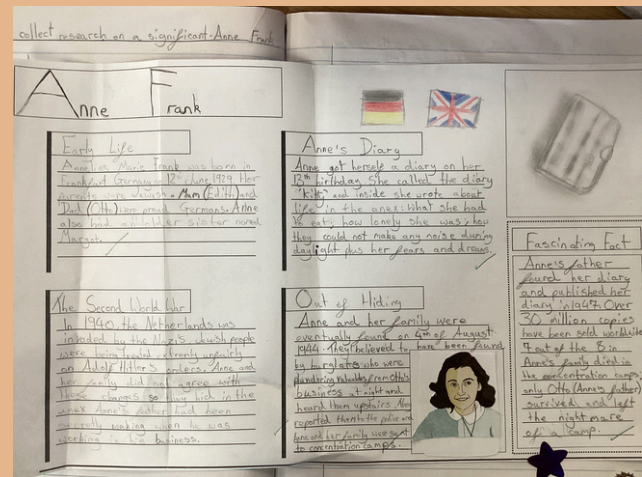 collect research on a significant-Anne Frank
Anne Frank
Early Life
Annelies Marie Frank was born in
Frankfurt Germany 12th June 1929. Her
parents were Jewish. Mam (Edith) and
Dad (Otto) were proud Germans. Anne
also had an older sister named
Margot.
Anne's Diary
Anne got herself a diary on her
13th birthday. She called the diary
"kitty" and inside she wrote about
life in the anex: What she had
to eat, how lonely she was, how
they could not make any noise during
daylight plus her fears and dreams.
The Second World War
In 1940, the Netherlands was
invaded by the Nazis. Jewish people
were being treated extremly unfairly
on Adolf Hitler's orders. Anne and
her family did not agree with
these changes so they hid in the
anex Anne's father had been
secretly making when he was
working in his business.
Out of Hiding
Anne and her family were
eventually found on 4th of August
1944. They believed to have been found
by burglars who were
plundering valuables from Otto's
business at night and
heard them upstairs. They
reported them to the police and
Anne and her family were sent
to concentration camps.
Fascinating Fact
Anne's father
found her diary
and published her
diary in 1947. Over
30 million copies
have been sold worldwide
7 out of the 8 in
Anne's family died in
the concentration camps,
only Otto (Anne's father)
survived and left
the nightmare
of a camp.